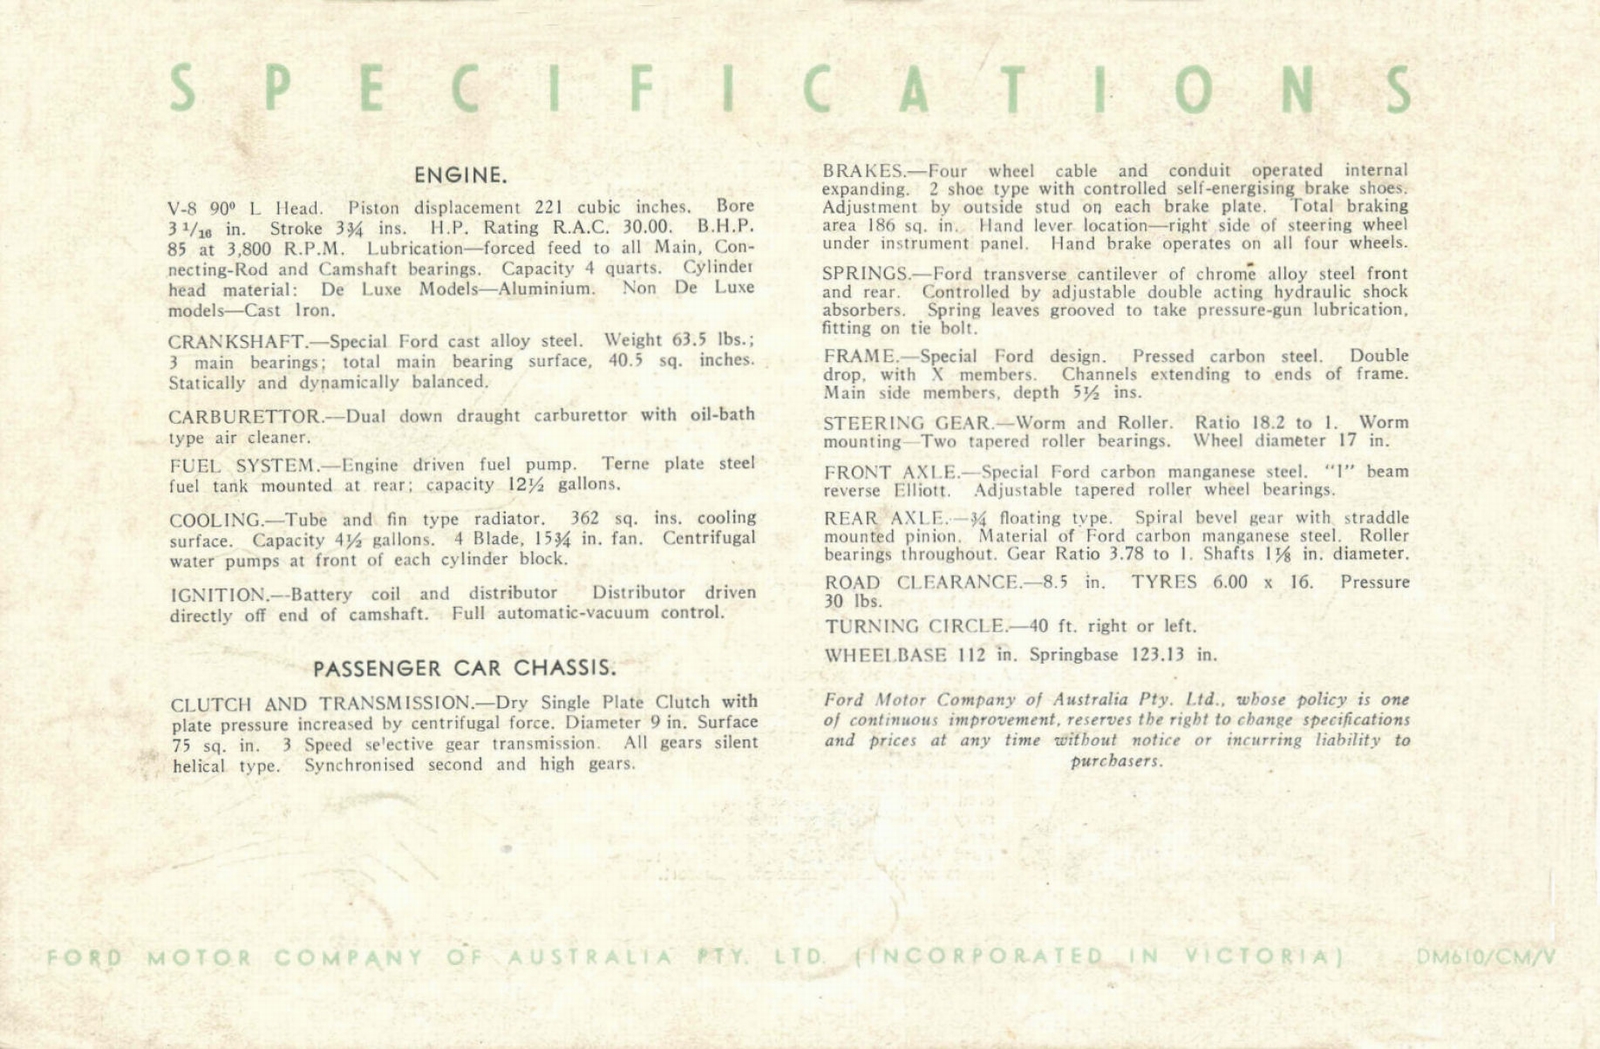 SPECIFICATIONS
ENGINE.
V-8 90° L Head. Piston displacement 221 cubic inches. Bore
3 1/16 in. Stroke 3¾ ins. H.P. Rating R.A.C. 30.00. B.H.P.
85 at 3,800 R.P.M. Lubrication—forced feed to all Main, Con-
necting-Rod and Camshaft bearings. Capacity 4 quarts. Cylinder
head material: De Luxe Models—Aluminium. Non De Luxe
models—Cast Iron.
CRANKSHAFT.—Special Ford cast alloy steel. Weight 63.5 lbs.;
3 main bearings; total main bearing surface, 40.5 sq. inches.
Statically and dynamically balanced.
CARBURETTOR.—Dual down draught carburettor with oil-bath
type air cleaner.
FUEL SYSTEM.—Engine driven fuel pump. Terne plate steel
fuel tank mounted at rear; capacity 12½ gallons.
COOLING.—Tube and fin type radiator. 362 sq. ins. cooling
surface. Capacity 4½ gallons. 4 Blade, 15¾ in. fan. Centrifugal
water pumps at front of each cylinder block.
IGNITION.—Battery coil and distributor Distributor driven
directly off end of camshaft. Full automatic-vacuum control.
PASSENGER CAR CHASSIS.
CLUTCH AND TRANSMISSION.—Dry Single Plate Clutch with
plate pressure increased by centrifugal force. Diameter 9 in. Surface
75 sq. in. 3 Speed se'ective gear transmission. All gears silent
helical type. Synchronised second and high gears.
BRAKES.—Four wheel cable and conduit operated internal
expanding. 2 shoe type with controlled self-energising brake shoes.
Adjustment by outside stud on each brake plate. Total braking
area 186 sq. in. Hand lever location—right side of steering wheel
under instrument panel. Hand brake operates on all four wheels.
SPRINGS.—Ford transverse cantilever of chrome alloy steel front
and rear. Controlled by adjustable double acting hydraulic shock
absorbers. Spring leaves grooved to take pressure-gun lubrication,
fitting on tie bolt.
FRAME.—Special Ford design. Pressed carbon steel. Double
drop, with X members. Channels extending to ends of frame.
Main side members, depth 5½ ins.
STEERING GEAR.—Worm and Roller. Ratio 18.2 to 1. Worm
mounting—Two tapered roller bearings. Wheel diameter 17 in.
FRONT AXLE.—Special Ford carbon manganese steel. "I" beam
reverse Elliott. Adjustable tapered roller wheel bearings.
REAR AXLE.—¾ floating type. Spiral bevel gear with straddle
mounted pinion. Material of Ford carbon manganese steel. Roller
bearings throughout. Gear Ratio 3.78 to 1. Shafts 1⅛ in. diameter.
ROAD CLEARANCE.—8.5 in. TYRES 6.00 x 16. Pressure
30 lbs.
TURNING CIRCLE.—40 ft. right or left.
WHEELBASE 112 in. Springbase 123.13 in.
Ford Motor Company of Australia Pty. Ltd., whose policy is one
of continuous improvement, reserves the right to change specifications
and prices at any time without notice or incurring liability to
purchasers.
FORD MOTOR COMPANY OF AUSTRALIA PTY. LTD. (INCORPORATED IN VICTORIA) DM610/CM/V